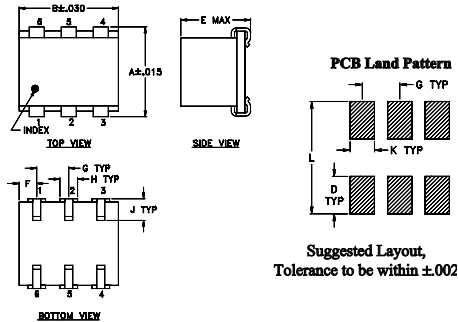 B±.030
6 5 4
A±.015
INDEX
1 2 3
TOP VIEW
E MAX
SIDE VIEW
PCB Land Pattern
G TYP
L
K TYP
D
TYP
Suggested Layout,
Tolerance to be within ±.002
G TYP
H TYP
F
1 2 3
J TYP
6 5 4
BOTTOM VIEW